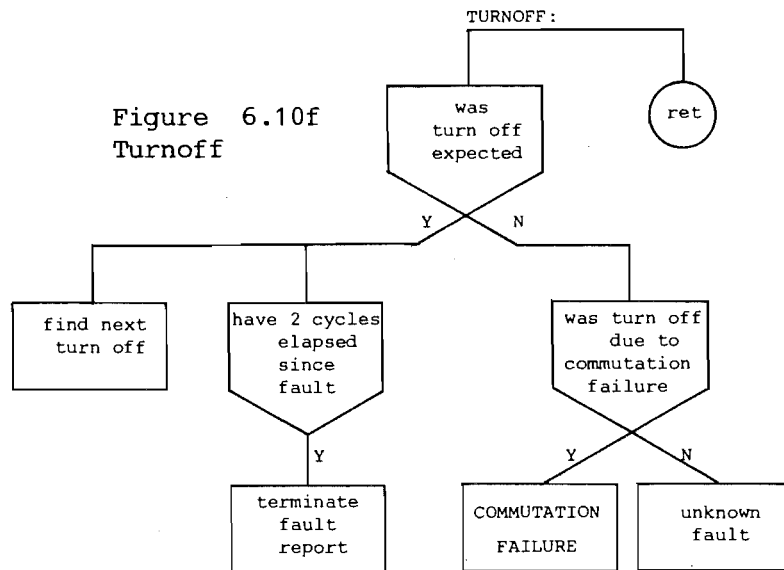 TURNOFF:
Figure 6.10f
Turnoff
was
turn off
expected
ret
Y
N
find next
turn off
have 2 cycles
elapsed
since
fault
was turn off
due to
commutation
failure
Y
Y
N
terminate
fault
report
COMMUTATION
FAILURE
unknown
fault